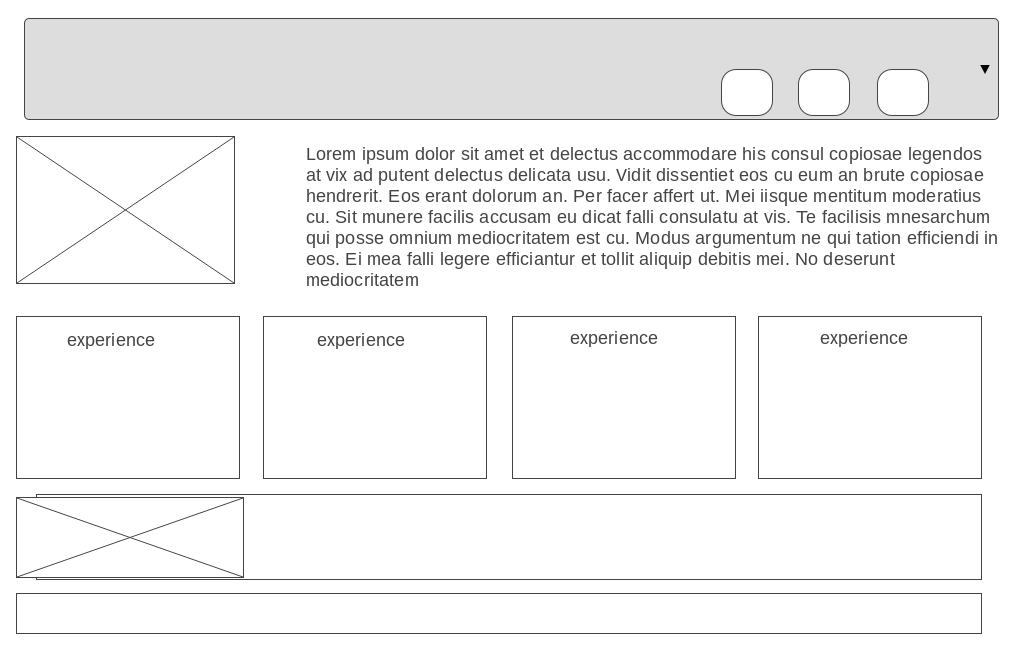 Lorem ipsum dolor sit amet et delectus accommodare his consul copiosae legendos
at vix ad putent delectus delicata usu. Vidit dissentiet eos cu eum an brute copiosae
hendrerit. Eos erant dolorum an. Per facer affert ut. Mei iisque mentitum moderatius
cu. Sit munere facilis accusam eu dicat falli consulatu at vis. Te facilisis mnesarchum
qui posse omnium mediocritatem est cu. Modus argumentum ne qui tation efficiendi in
eos. Ei mea falli legere efficiantur et tollit aliquip debitis mei. No deserunt
mediocritatem
experience
experience
experience
experience